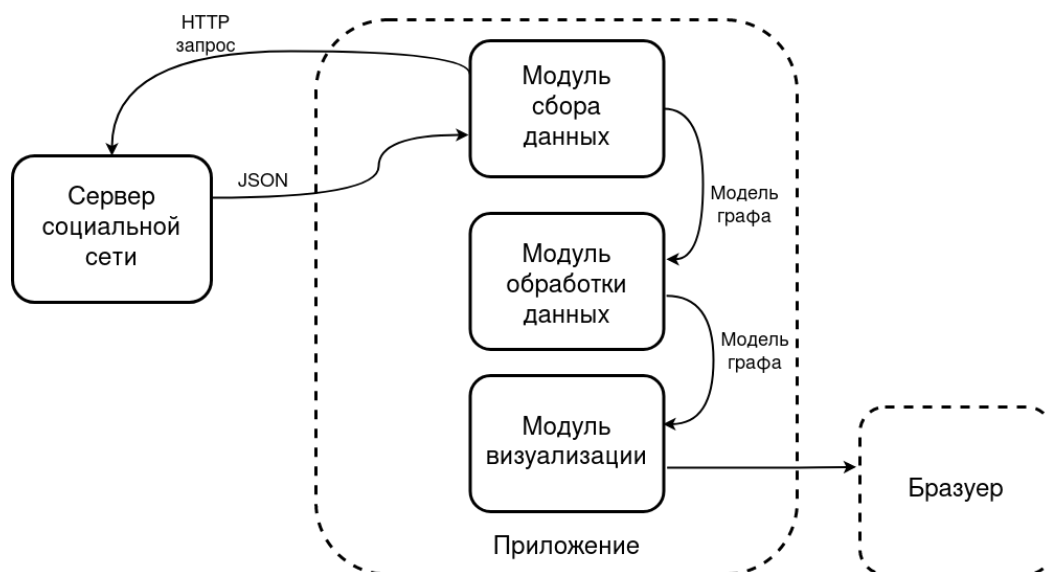 HTTP
запрос
Модуль
сбора
данных
JSON
Сервер
социальной
сети
Модель
графа
Модуль
обработки
данных
Модель
графа
Модуль
визуализации
Бразуер
Приложение